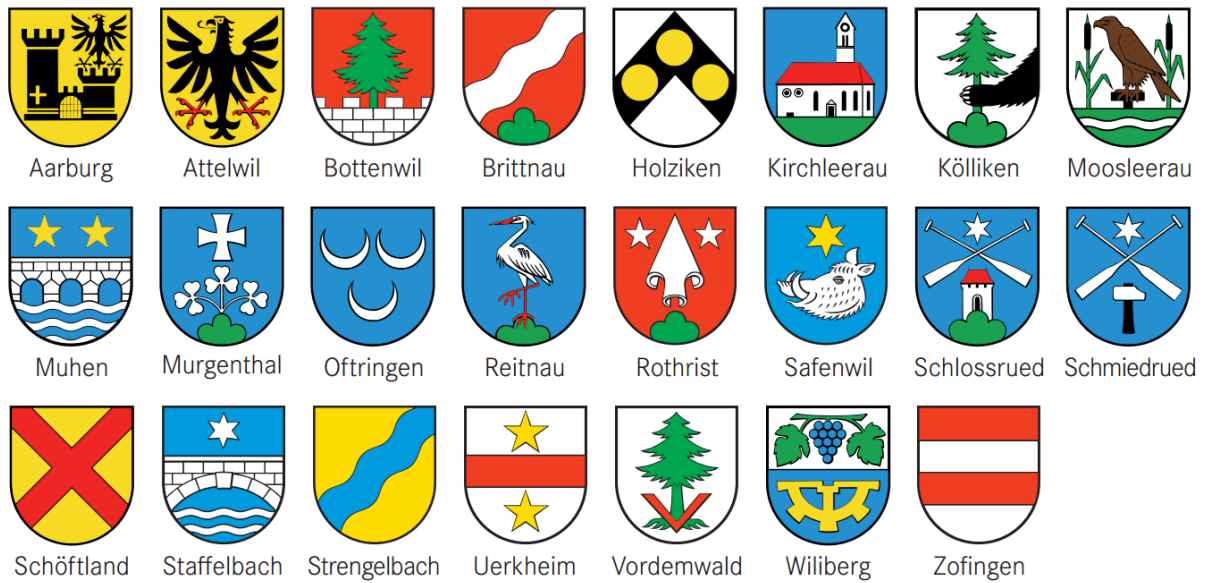 Aarburg Attelwil Bottenwil Brittnau Holziken Kirchleerau Kölliken Moosleerau
Muhen Murgenthal Oftringen Reitnau Rothrist Safenwil Schlossrued Schmiedrued
Schöftland Staffelbach Strengelbach Uerkheim Vordemwald Wiliberg Zofingen